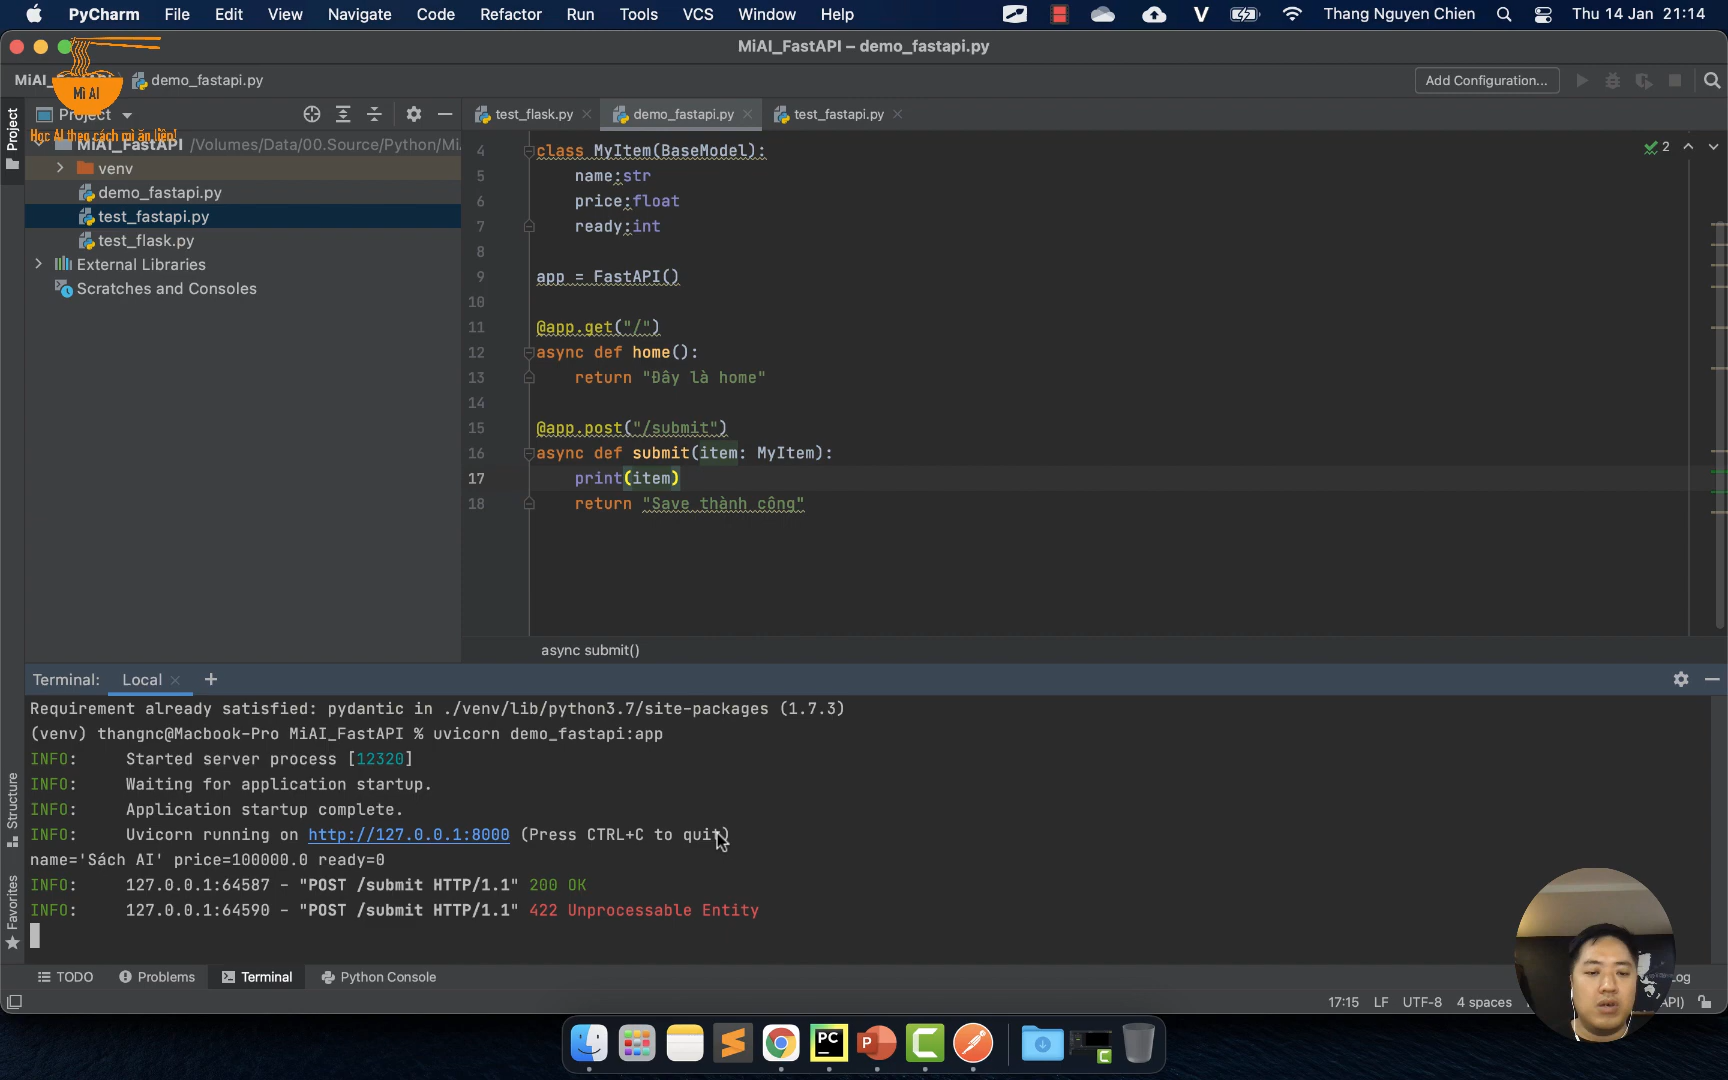 PyCharm File Edit View Navigate Code Refactor Run Tools VCS Window Help V Thang Nguyen Chien Thu 14 Jan 21:14
MiAI_FastAPI – demo_fastapi.py
MiAI_ demo_fastapi.py Add Configuration...
Mì AI
Học AI theo cách mì ăn liền!
Project
Project
test_flask.py demo_fastapi.py test_fastapi.py
MiAI_FastAPI /Volumes/Data/00.Source/Python/Mi
venv
demo_fastapi.py
test_fastapi.py
test_flask.py
External Libraries
Scratches and Consoles
2
4 class MyItem(BaseModel):
5 name:str
6 price:float
7 ready:int
8
9 app = FastAPI()
10
11 @app.get("/")
12 async def home():
13 return "Đây là home"
14
15 @app.post("/submit")
16 async def submit(item: MyItem):
17 print(item)
18 return "Save thành công"
async submit()
Terminal: Local
Requirement already satisfied: pydantic in ./venv/lib/python3.7/site-packages (1.7.3)
(venv) thangnc@Macbook-Pro MiAI_FastAPI % uvicorn demo_fastapi:app
INFO: Started server process [12320]
INFO: Waiting for application startup.
INFO: Application startup complete.
INFO: Uvicorn running on http://127.0.0.1:8000 (Press CTRL+C to quit)
name='Sách AI' price=100000.0 ready=0
INFO: 127.0.0.1:64587 - "POST /submit HTTP/1.1" 200 OK
INFO: 127.0.0.1:64590 - "POST /submit HTTP/1.1" 422 Unprocessable Entity
Structure
Favorites
TODO Problems Terminal Python Console
17:15 LF UTF-8 4 spaces
PC P C